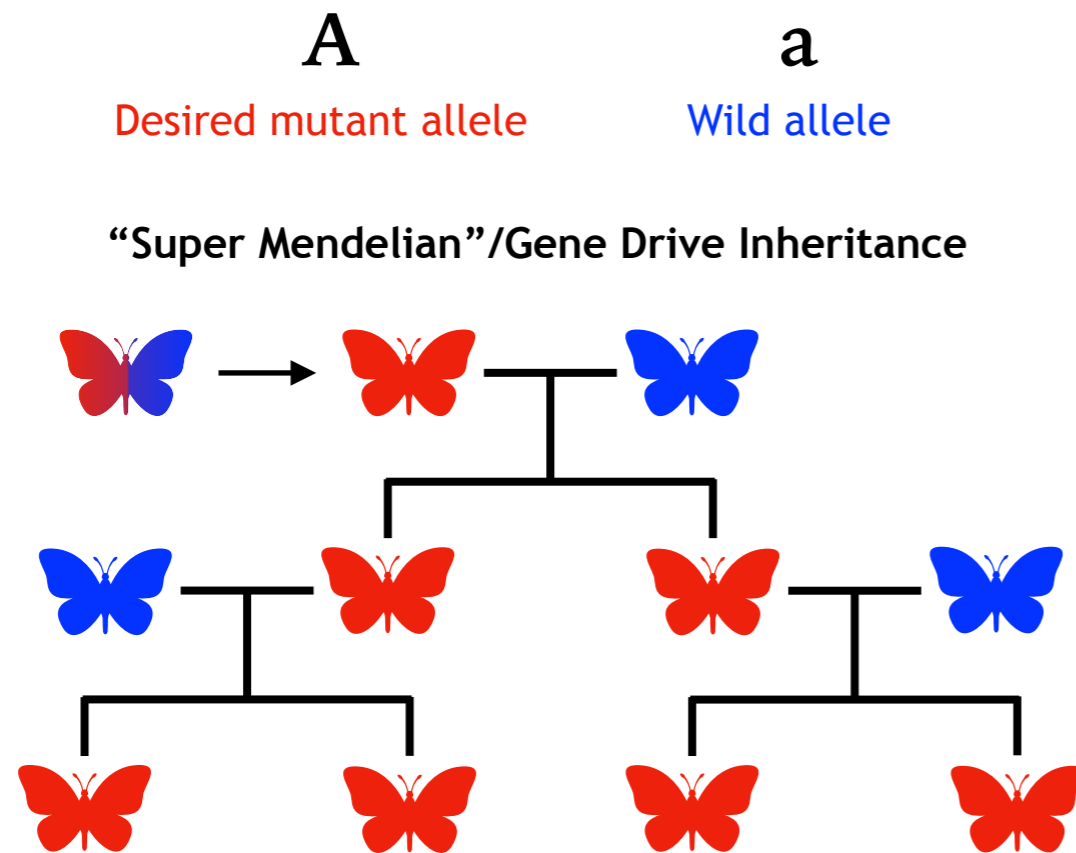 A
a
Desired mutant allele
Wild allele
“Super Mendelian”/Gene Drive Inheritance